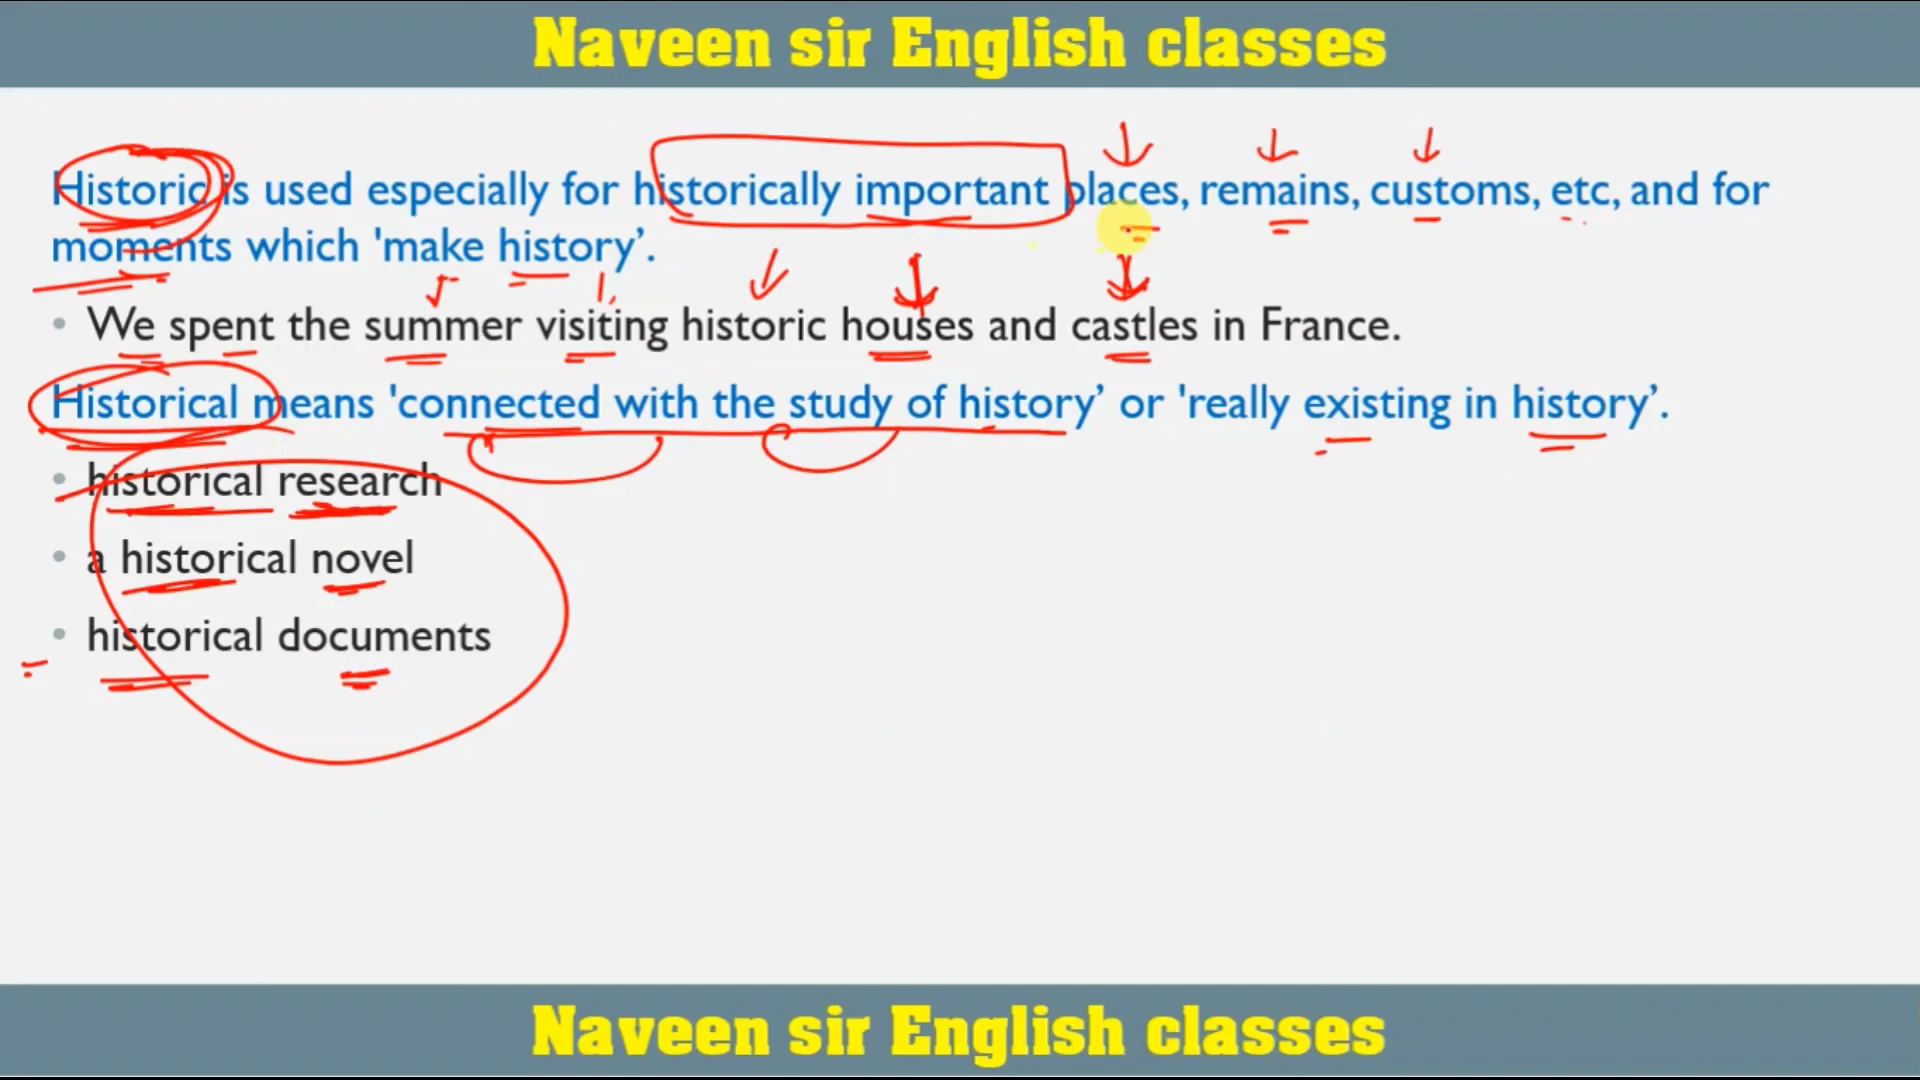 Naveen sir English classes
Historic is used especially for historically important places, remains, customs, etc, and for
moments which 'make history’.
• We spent the summer visiting historic houses and castles in France.
Historical means 'connected with the study of history’ or 'really existing in history’.
• historical research
• a historical novel
• historical documents
Naveen sir English classes